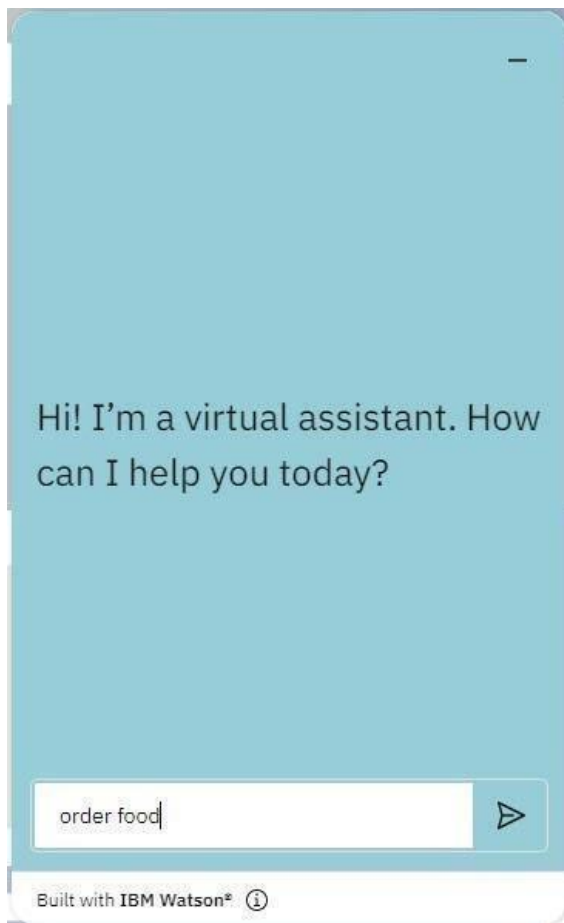 Hi! I’m a virtual assistant. How
can I help you today?
order food
Built with IBM Watson®